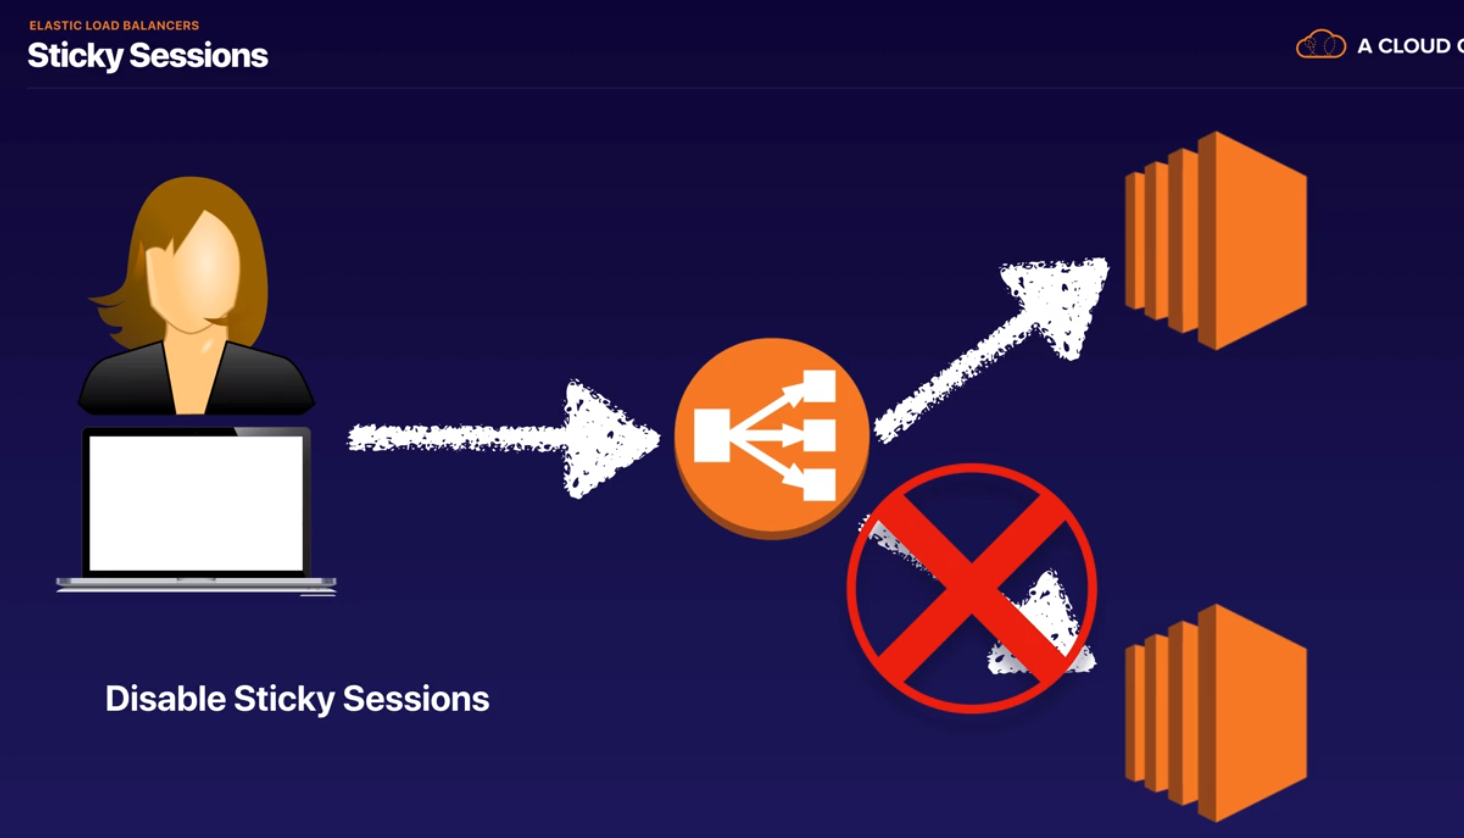 ELASTIC LOAD BALANCERS
Sticky Sessions
A CLOUD
Disable Sticky Sessions